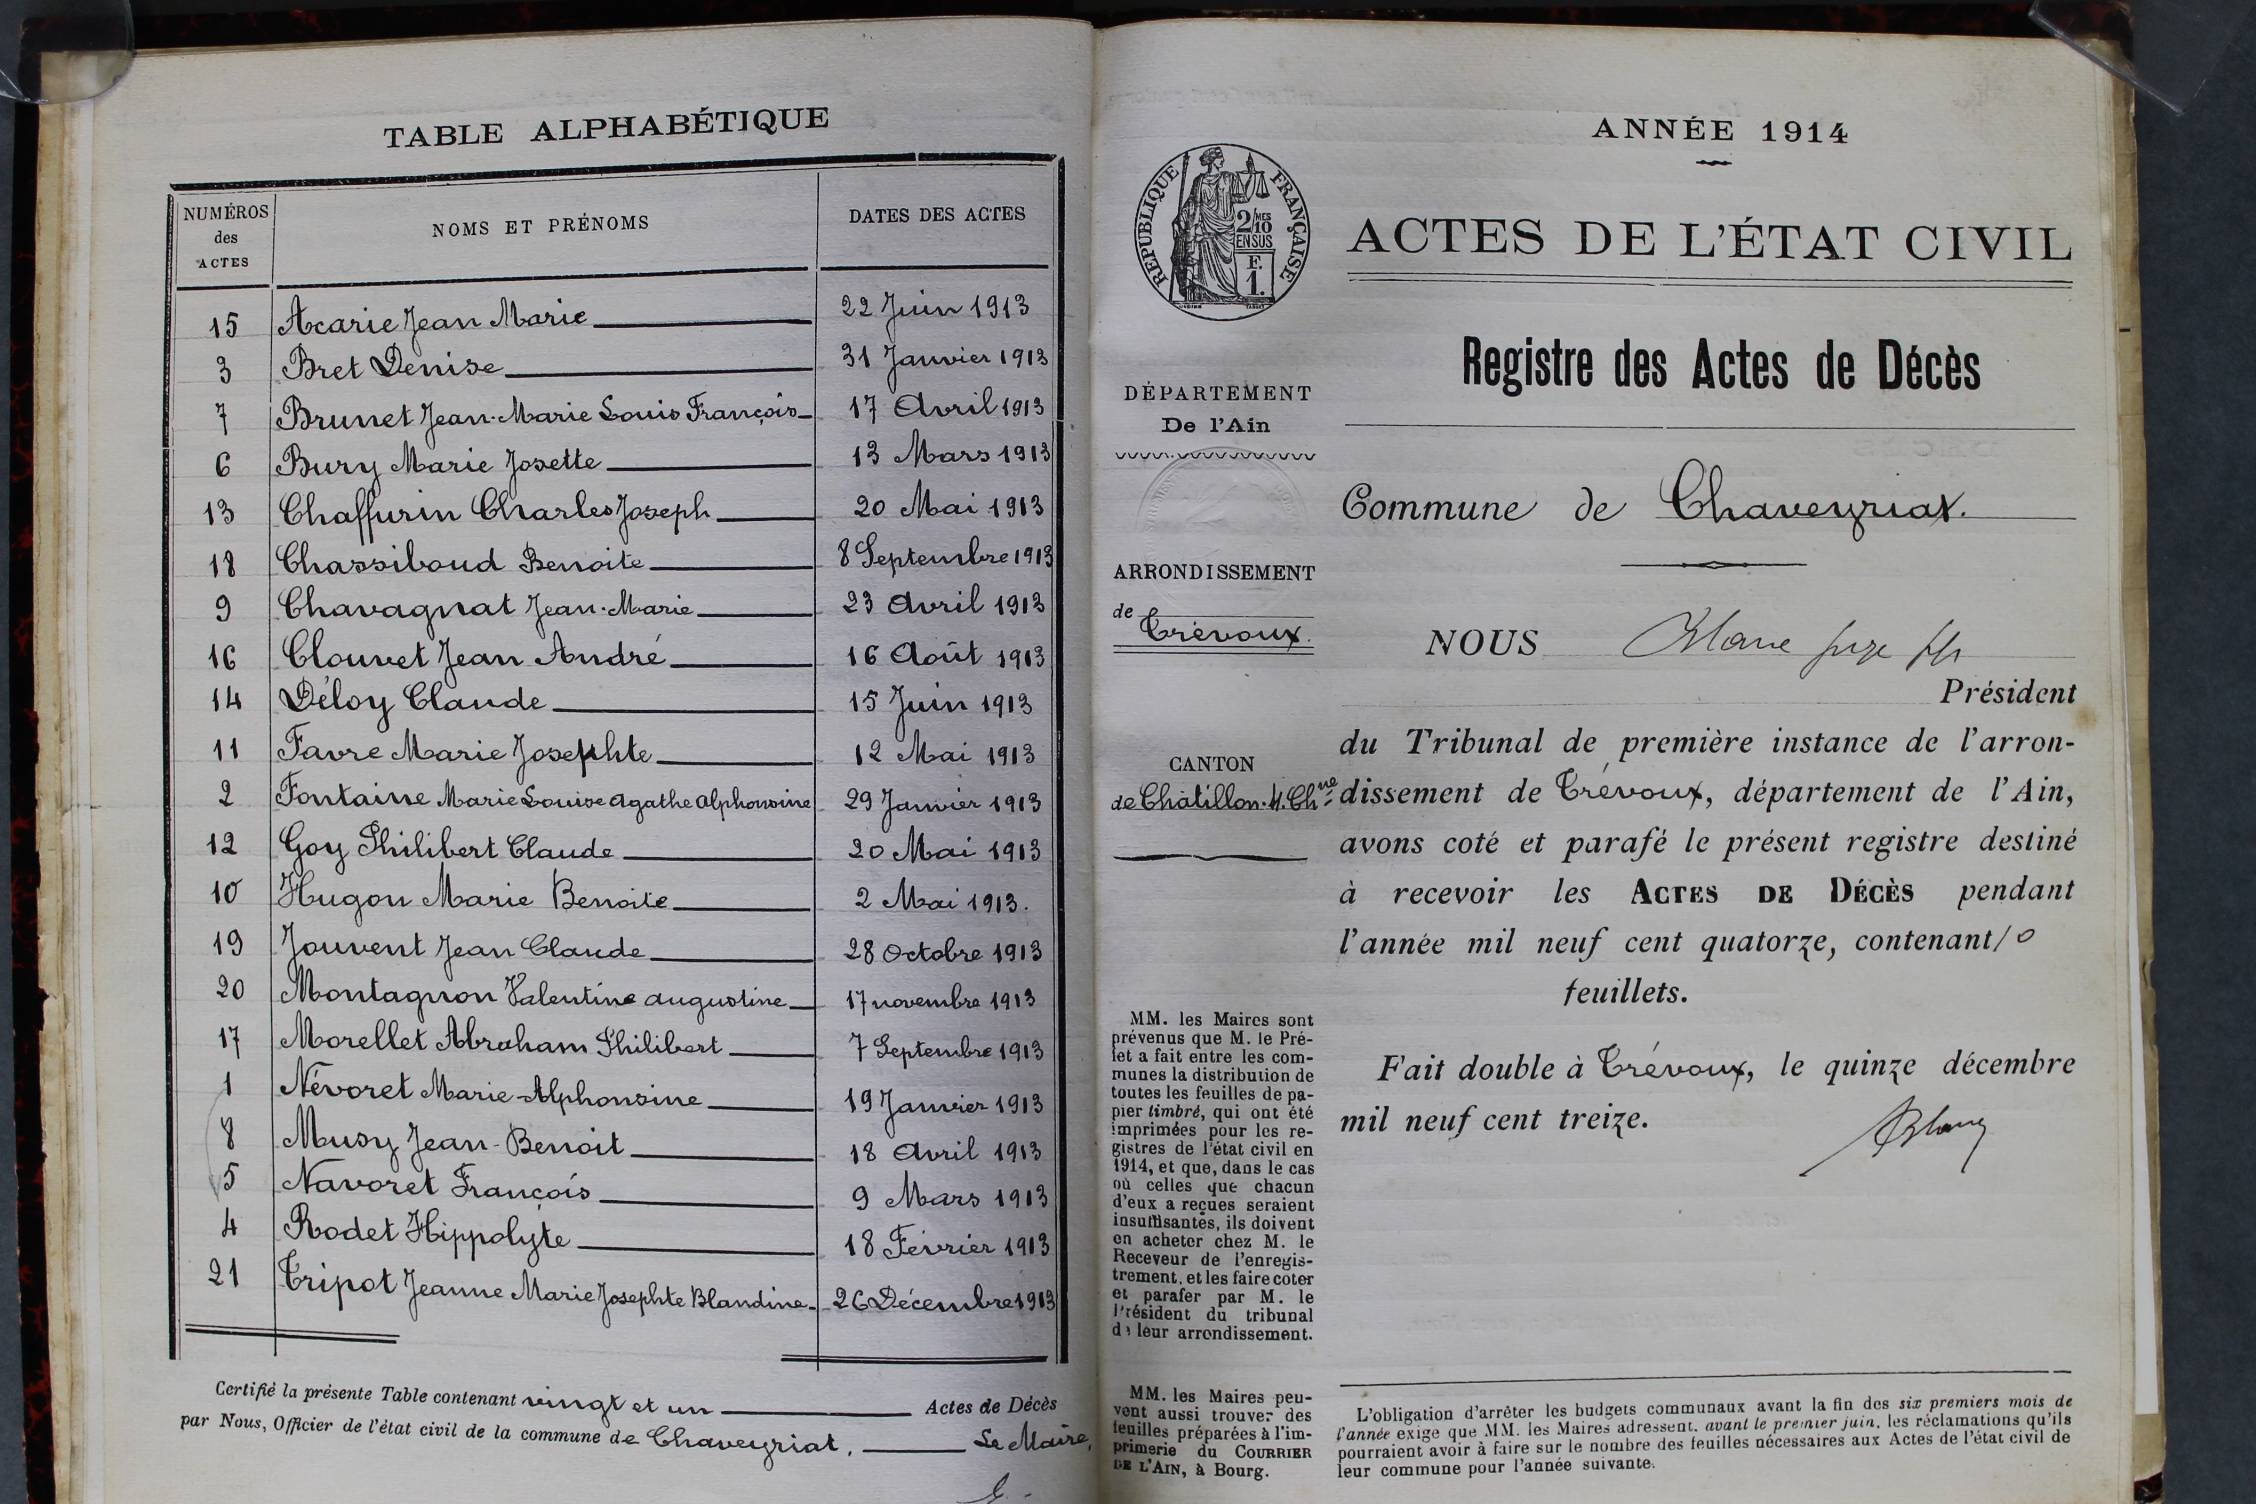 TABLE ALPHABÉTIQUE
NUMÉROS des ACTES NOMS ET PRÉNOMS DATES DES ACTES
15 Acarie Jean Marie 22 Juin 1913
3 Bret Denise 31 Janvier 1913
7 Brunet Jean-Marie Louis François 17 Avril 1913
6 Bury Marie Josette 13 Mars 1913
13 Chaffurin Charles Joseph 20 Mai 1913
18 Chassiboud Benoite 8 Septembre 1913
9 Chavagnat Jean-Marie 23 Avril 1913
16 Clouvet Jean André 16 Août 1913
14 Déloy Claude 15 Juin 1913
11 Favre Marie Josephte 12 Mai 1913
2 Fontaine Marie Louise Agathe Alphonsine 29 Janvier 1913
12 Goy Philibert Claude 20 Mai 1913
10 Hugon Marie Benoite 2 Mai 1913.
19 Jouvent Jean Claude 28 Octobre 1913
20 Montagnon Valentine Augustine 17 novembre 1913
17 Morellet Abraham Philibert 7 Septembre 1913
1 Névoret Marie-Alphonsine 19 Janvier 1913
8 Musy Jean-Benoit 18 Avril 1913
5 Navoret François 9 Mars 1913
4 Rodet Hippolyte 18 Février 1913
21 Tripot Jeanne Marie Josephte Blandine 26 Décembre 1913
Certifié la présente Table contenant vingt et un Actes de Décès
par Nous, Officier de l'état civil de la commune de Chaveyriat, Le Maire,
ANNÉE 1914
RÉPUBLIQUE FRANÇAISE
2/10 MES
EN SUS
F.
1.
ACTES DE L'ÉTAT CIVIL
Registre des Actes de Décès
DÉPARTEMENT
De l'Ain
ARRONDISSEMENT
de Trévoux.
CANTON
de Châtillon-s.-Chne
Commune de Chaveyriat.
NOUS Blanc juge
Président
du Tribunal de première instance de l'arron-
dissement de Trévoux, département de l'Ain,
avons coté et parafé le présent registre destiné
à recevoir les ACTES DE DÉCÈS pendant
l'année mil neuf cent quatorze, contenant 10
feuillets.
Fait double à Trévoux, le quinze décembre
mil neuf cent treize.
Blanc
MM. les Maires sont
prévenus que M. le Pré-
fet a fait entre les com-
munes la distribution de
toutes les feuilles de pa-
pier timbré, qui ont été
imprimées pour les re-
gistres de l'état civil en
1914, et que, dans le cas
où celles que chacun
d'eux a reçues seraient
insuffisantes, ils doivent
en acheter chez M. le
Receveur de l'enregis-
trement, et les faire coter
et parafer par M. le
Président du tribunal
de leur arrondissement.
MM. les Maires peu-
vent aussi trouver des
feuilles préparées à l'im-
primerie du COURRIER
DE L'AIN, à Bourg.
L'obligation d'arrêter les budgets communaux avant la fin des six premiers mois de
l'année exige que MM. les Maires adressent, avant le premier juin, les réclamations qu'ils
pourraient avoir à faire sur le nombre des feuilles nécessaires aux Actes de l'état civil de
leur commune pour l'année suivante.